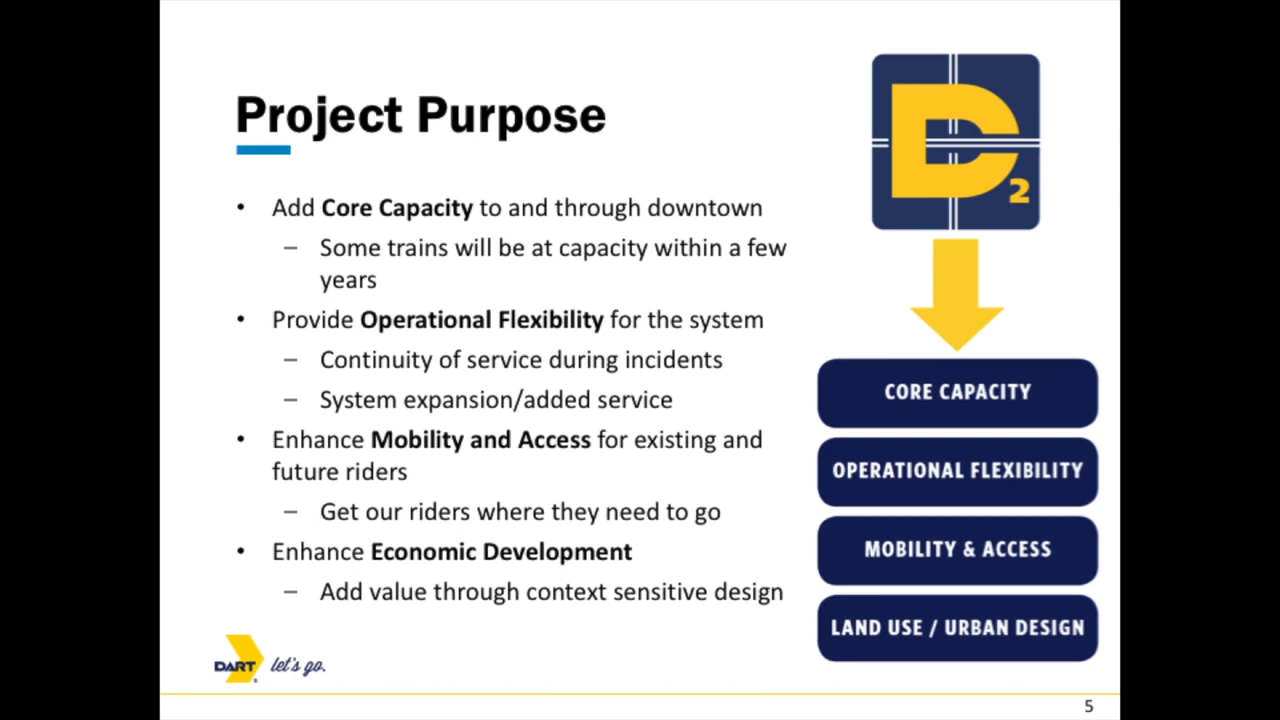 Project Purpose
• Add Core Capacity to and through downtown
– Some trains will be at capacity within a few
years
• Provide Operational Flexibility for the system
– Continuity of service during incidents
– System expansion/added service
• Enhance Mobility and Access for existing and
future riders
– Get our riders where they need to go
• Enhance Economic Development
– Add value through context sensitive design
D2
CORE CAPACITY
OPERATIONAL FLEXIBILITY
MOBILITY & ACCESS
LAND USE / URBAN DESIGN
DART let's go.
5